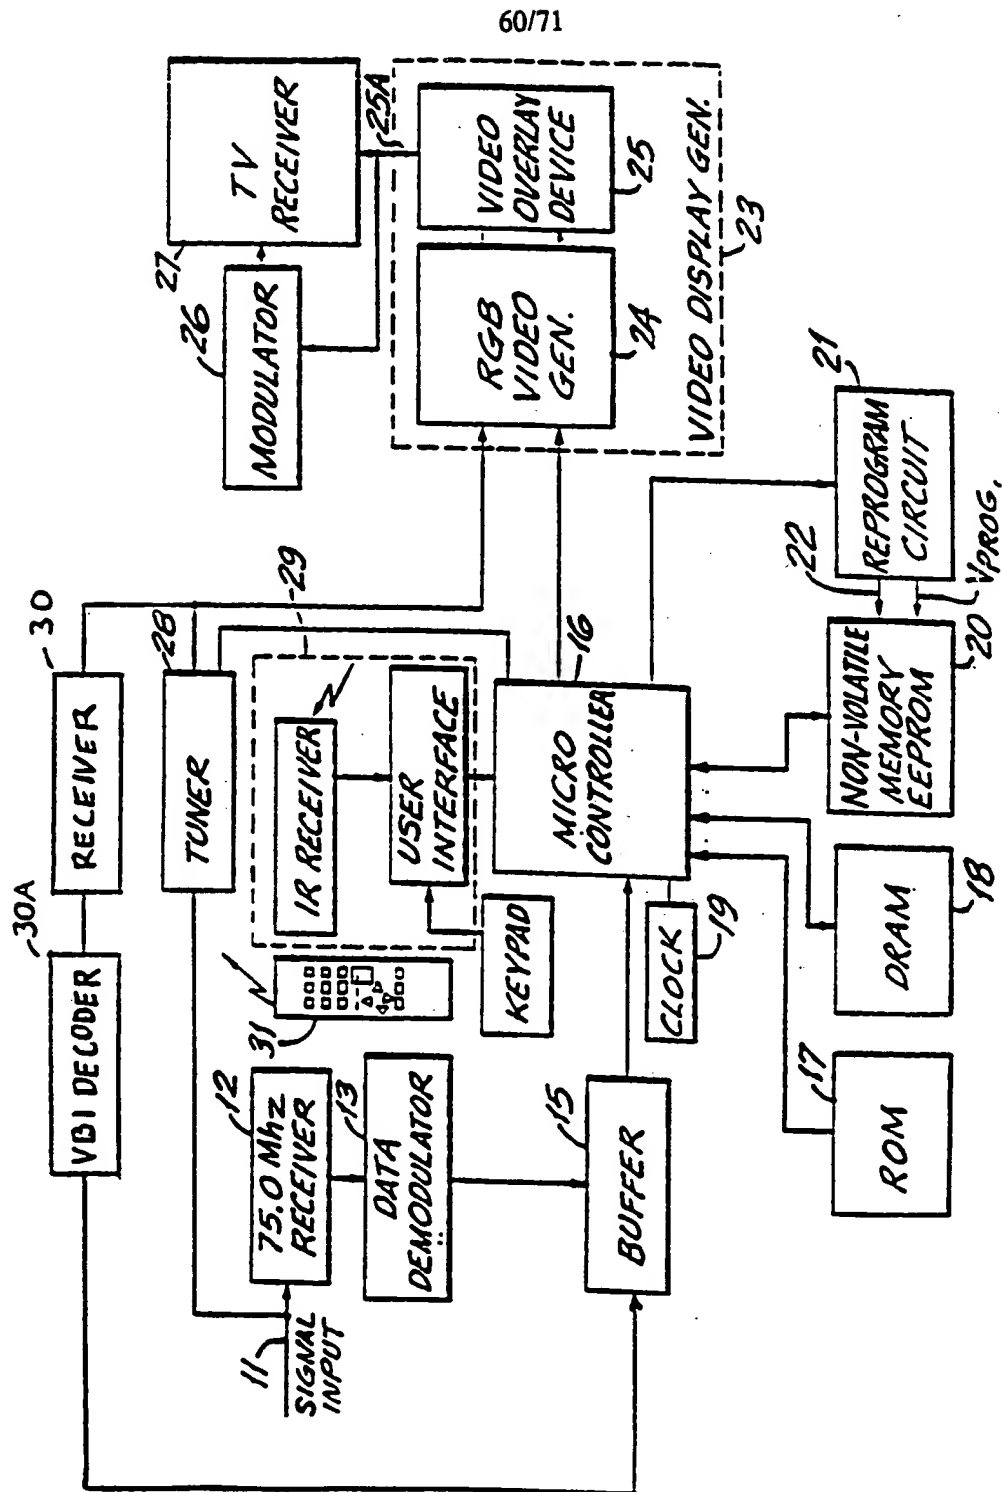 60/71
30A
VBI DECODER
30
RECEIVER
28
TUNER
11
SIGNAL
INPUT
12
75.0 Mhz
RECEIVER
13
DATA
DEMODULATOR
15
BUFFER
31
29
IR RECEIVER
USER
INTERFACE
KEYPAD
16
MICRO
CONTROLLER
CLOCK
19
17
ROM
DRAM
18
NON-VOLATILE
MEMORY
EEPROM
20
21
REPROGRAM
CIRCUIT
22
VPROG.
26
MODULATOR
27
TV
RECEIVER
25A
RGB
VIDEO
GEN.
24
VIDEO
OVERLAY
DEVICE
25
VIDEO DISPLAY GEN.
23